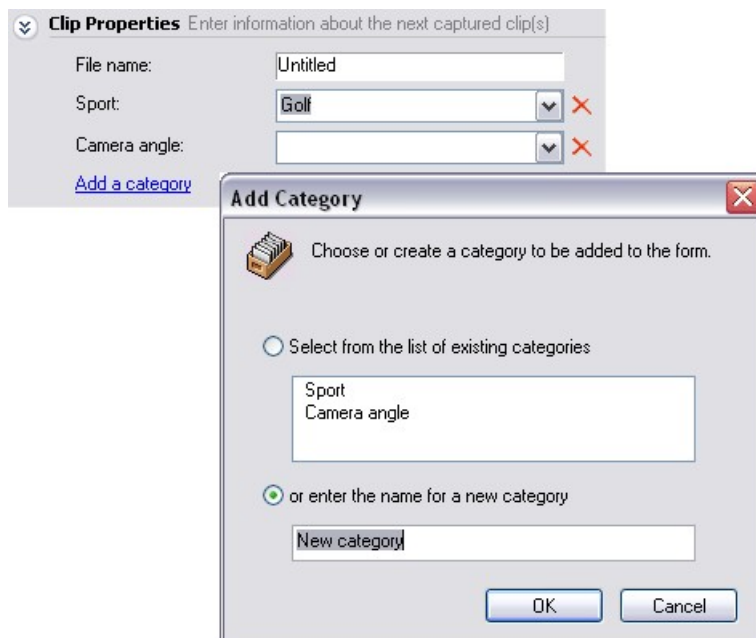 Clip Properties Enter information about the next captured clip(s)
File name: Untitled
Sport: Golf
Camera angle:
Add a category
Add Category
Choose or create a category to be added to the form.
Select from the list of existing categories
Sport
Camera angle
or enter the name for a new category
New category
OK Cancel